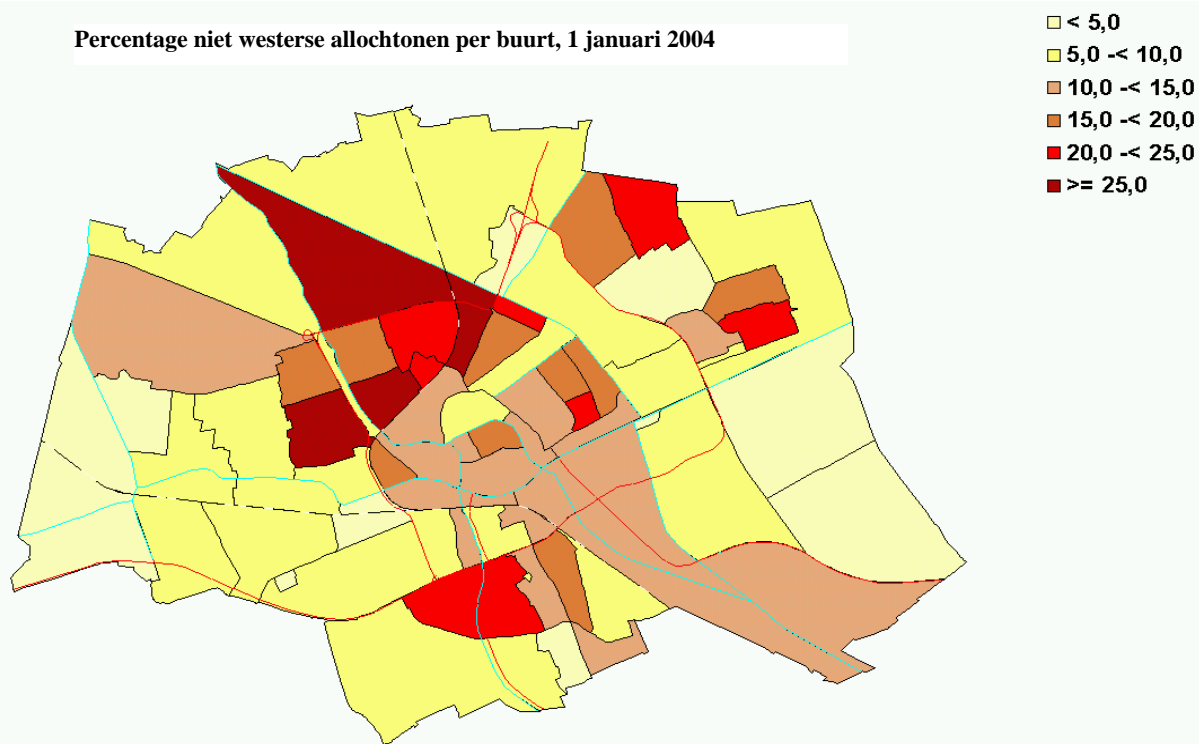 Percentage niet westerse allochtonen per buurt, 1 januari 2004
< 5,0
5,0 -< 10,0
10,0 -< 15,0
15,0 -< 20,0
20,0 -< 25,0
>= 25,0